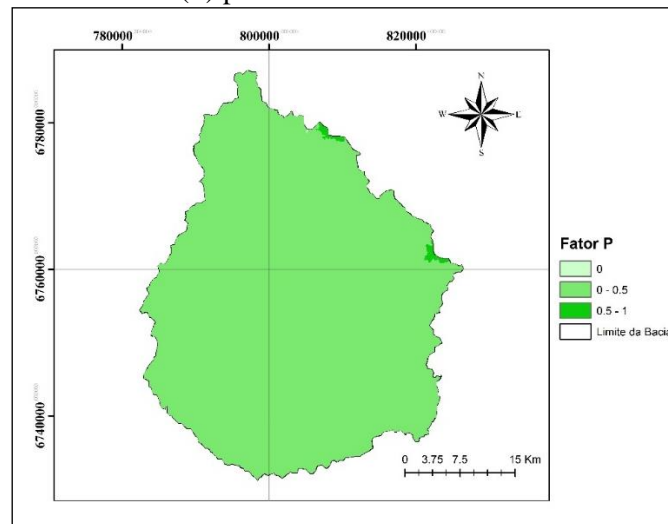 780000 800000 820000
N
W E
S
6780000
6760000
6740000
Fator P
0
0 - 0.5
0.5 - 1
Limite da Bacia
0 3.75 7.5 15 Km